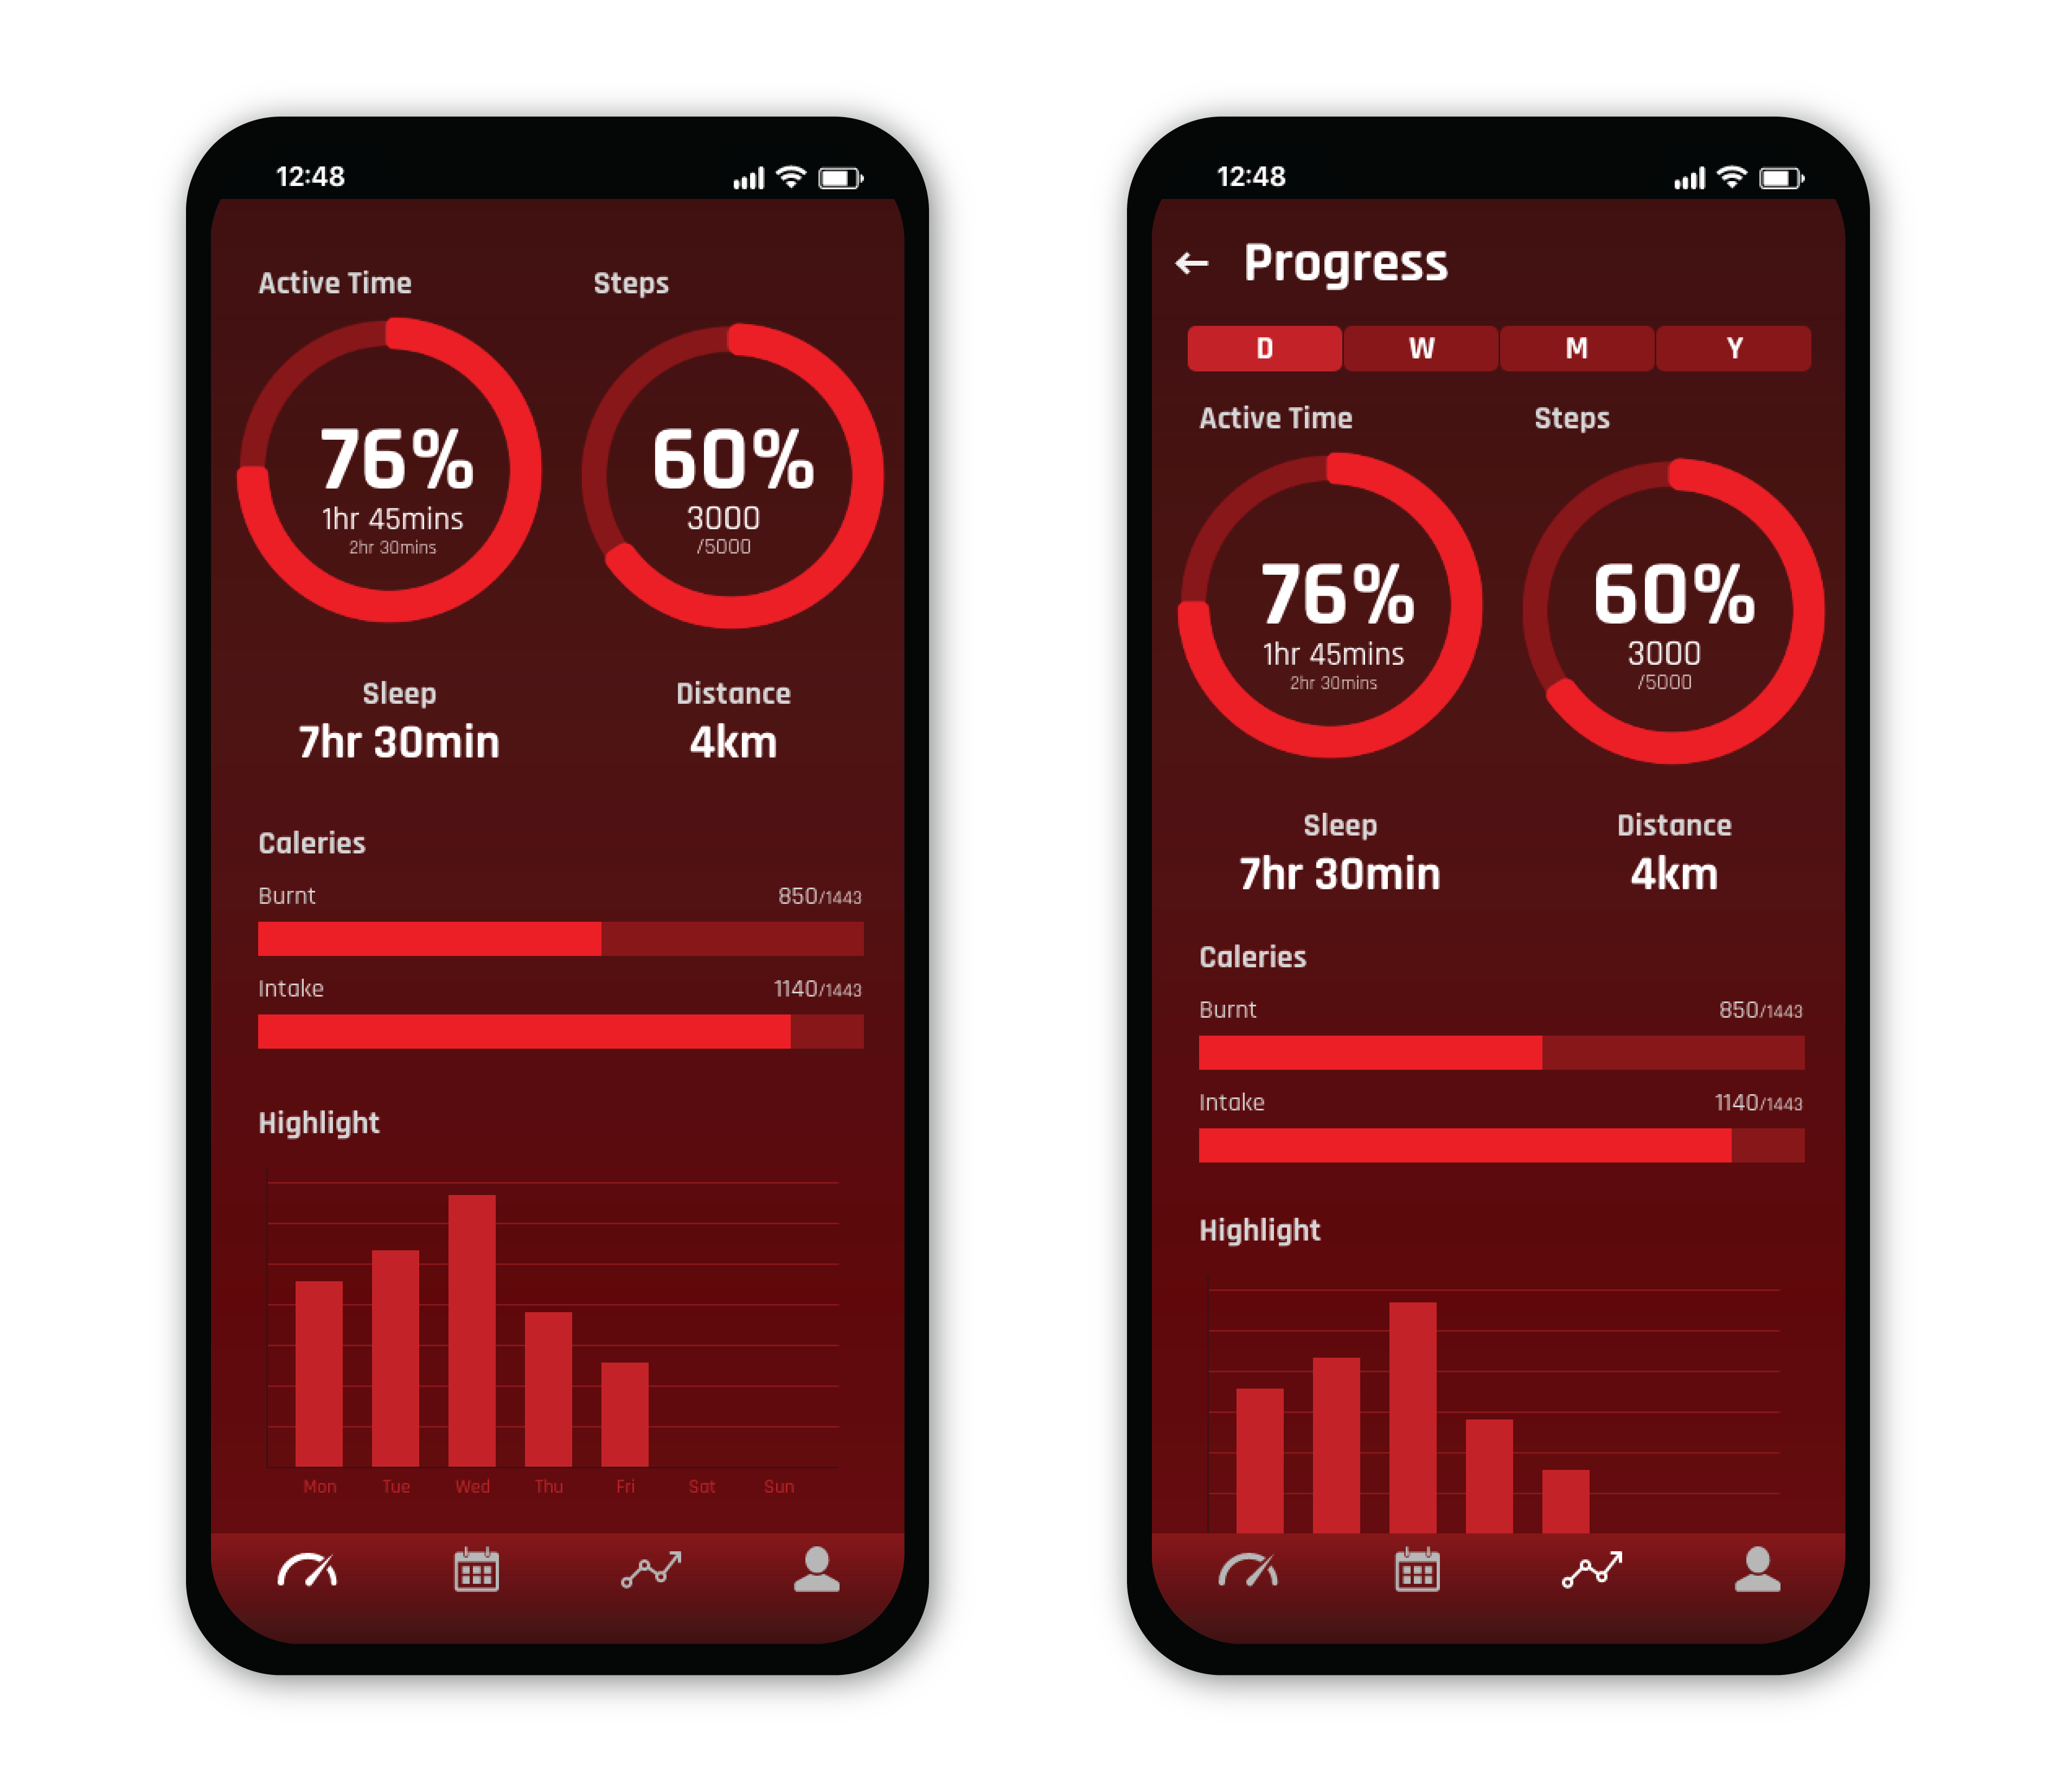 12:48
Active Time Steps
76% 60%
1hr 45mins 3000
2hr 30mins /5000
Sleep Distance
7hr 30min 4km
Caleries
Burnt 850/1443
Intake 1140/1443
Highlight
Mon Tue Wed Thu Fri Sat Sun
12:48
Progress
D W M Y
Active Time Steps
76% 60%
1hr 45mins 3000
2hr 30mins /5000
Sleep Distance
7hr 30min 4km
Caleries
Burnt 850/1443
Intake 1140/1443
Highlight